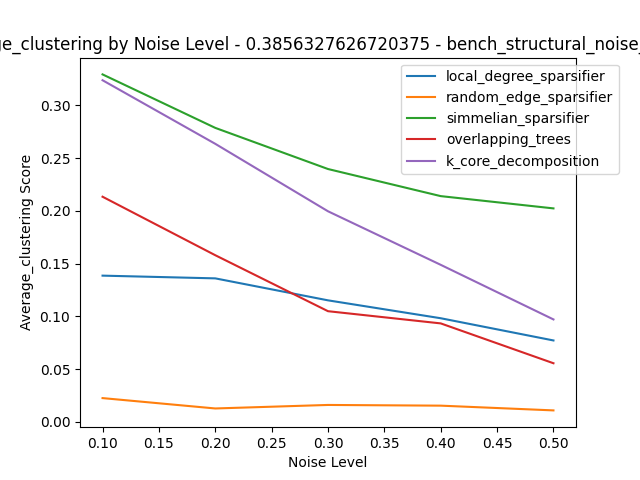 ge_clustering by Noise Level - 0.3856327626720375 - bench_structural_noise_
local_degree_sparsifier
random_edge_sparsifier
simmelian_sparsifier
overlapping_trees
k_core_decomposition
Average_clustering Score
0.30
0.25
0.20
0.15
0.10
0.05
0.00
0.10 0.15 0.20 0.25 0.30 0.35 0.40 0.45 0.50
Noise Level